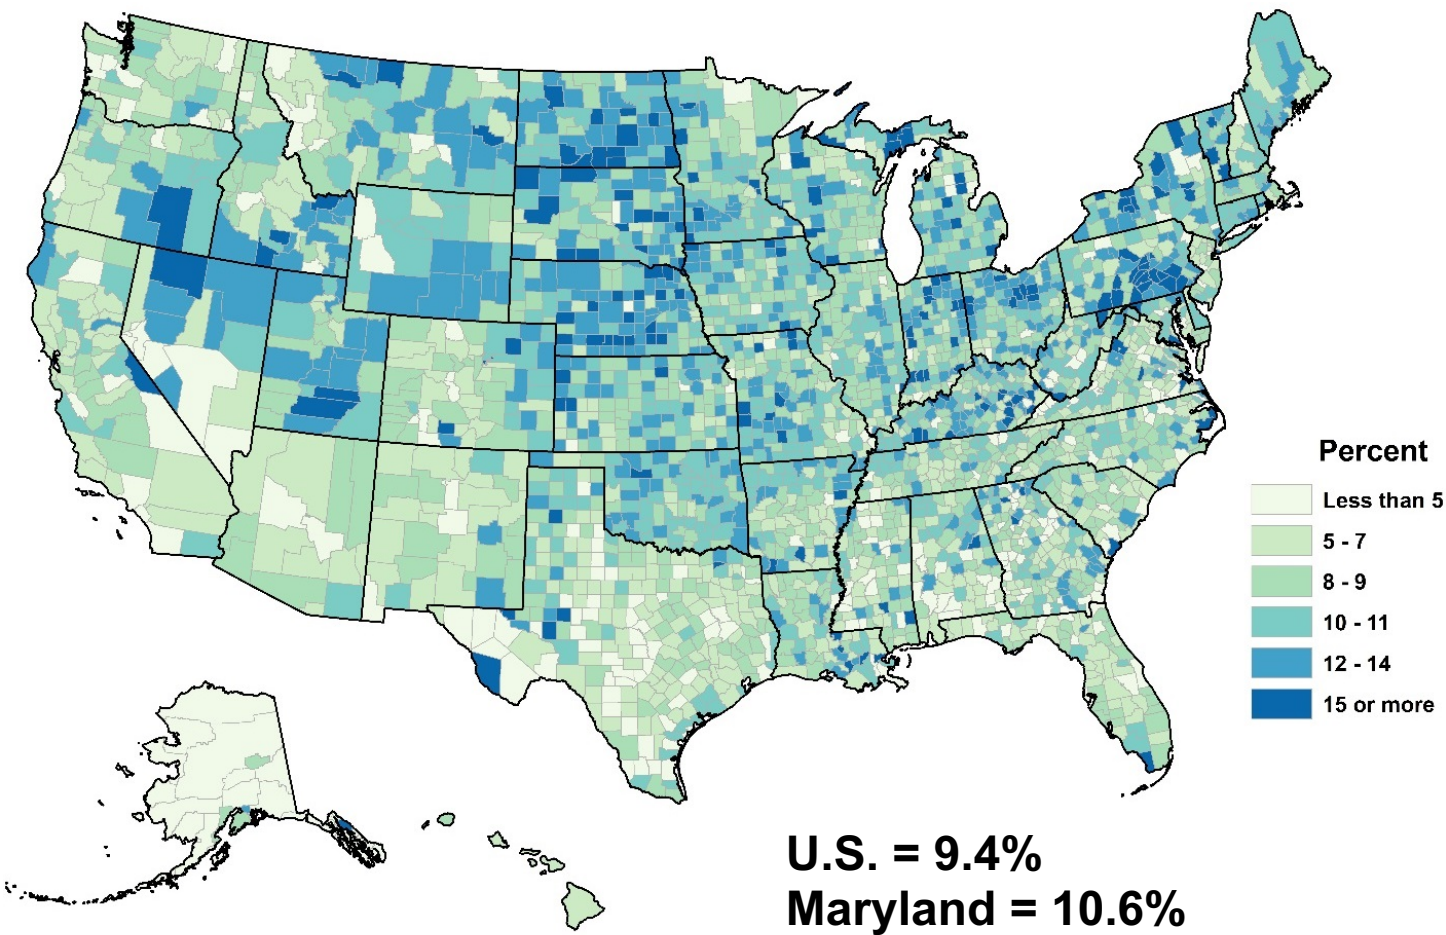 Percent
Less than 5
5 - 7
8 - 9
10 - 11
12 - 14
15 or more
U.S. = 9.4%
Maryland = 10.6%